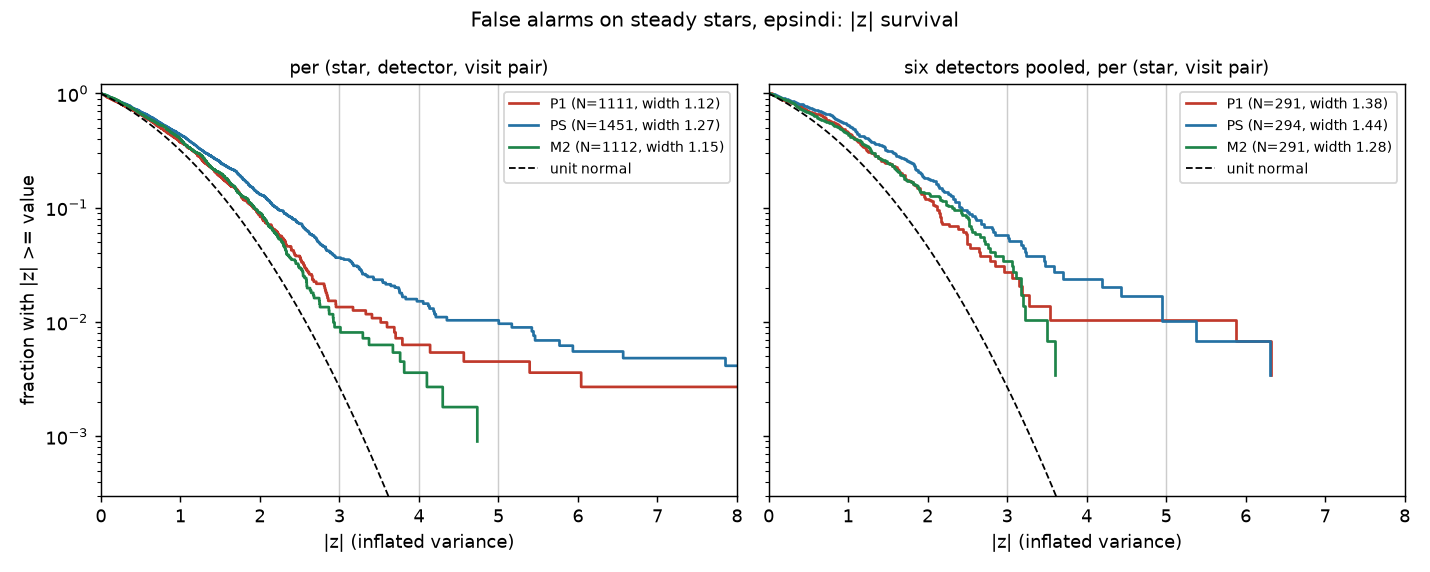 False alarms on steady stars, epsindi: |z| survival
per (star, detector, visit pair)
fraction with |z| >= value
10⁰
10⁻¹
10⁻²
10⁻³
P1 (N=1111, width 1.12)
PS (N=1451, width 1.27)
M2 (N=1112, width 1.15)
unit normal
0 1 2 3 4 5 6 7 8
|z| (inflated variance)
six detectors pooled, per (star, visit pair)
P1 (N=291, width 1.38)
PS (N=294, width 1.44)
M2 (N=291, width 1.28)
unit normal
0 1 2 3 4 5 6 7 8
|z| (inflated variance)